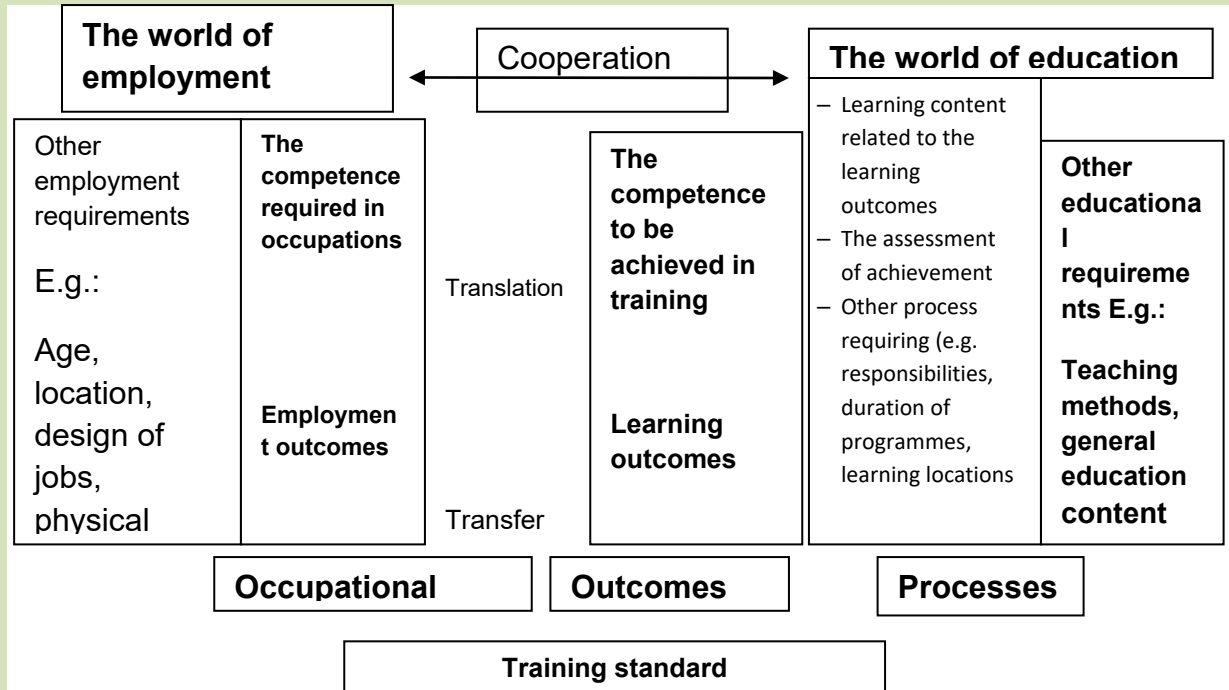 The world of
employment
Cooperation
The world of education
Other
employment
requirements
E.g.:
Age,
location,
design of
jobs,
physical
The
competence
required in
occupations
Employmen
t outcomes
Translation
Transfer
The
competence
to be
achieved in
training
Learning
outcomes
– Learning content
related to the
learning
outcomes
– The assessment
of achievement
– Other process
requiring (e.g.
responsibilities,
duration of
programmes,
learning locations
Other
educationa
l
requireme
nts E.g.:
Teaching
methods,
general
education
content
Occupational
Outcomes
Processes
Training standard